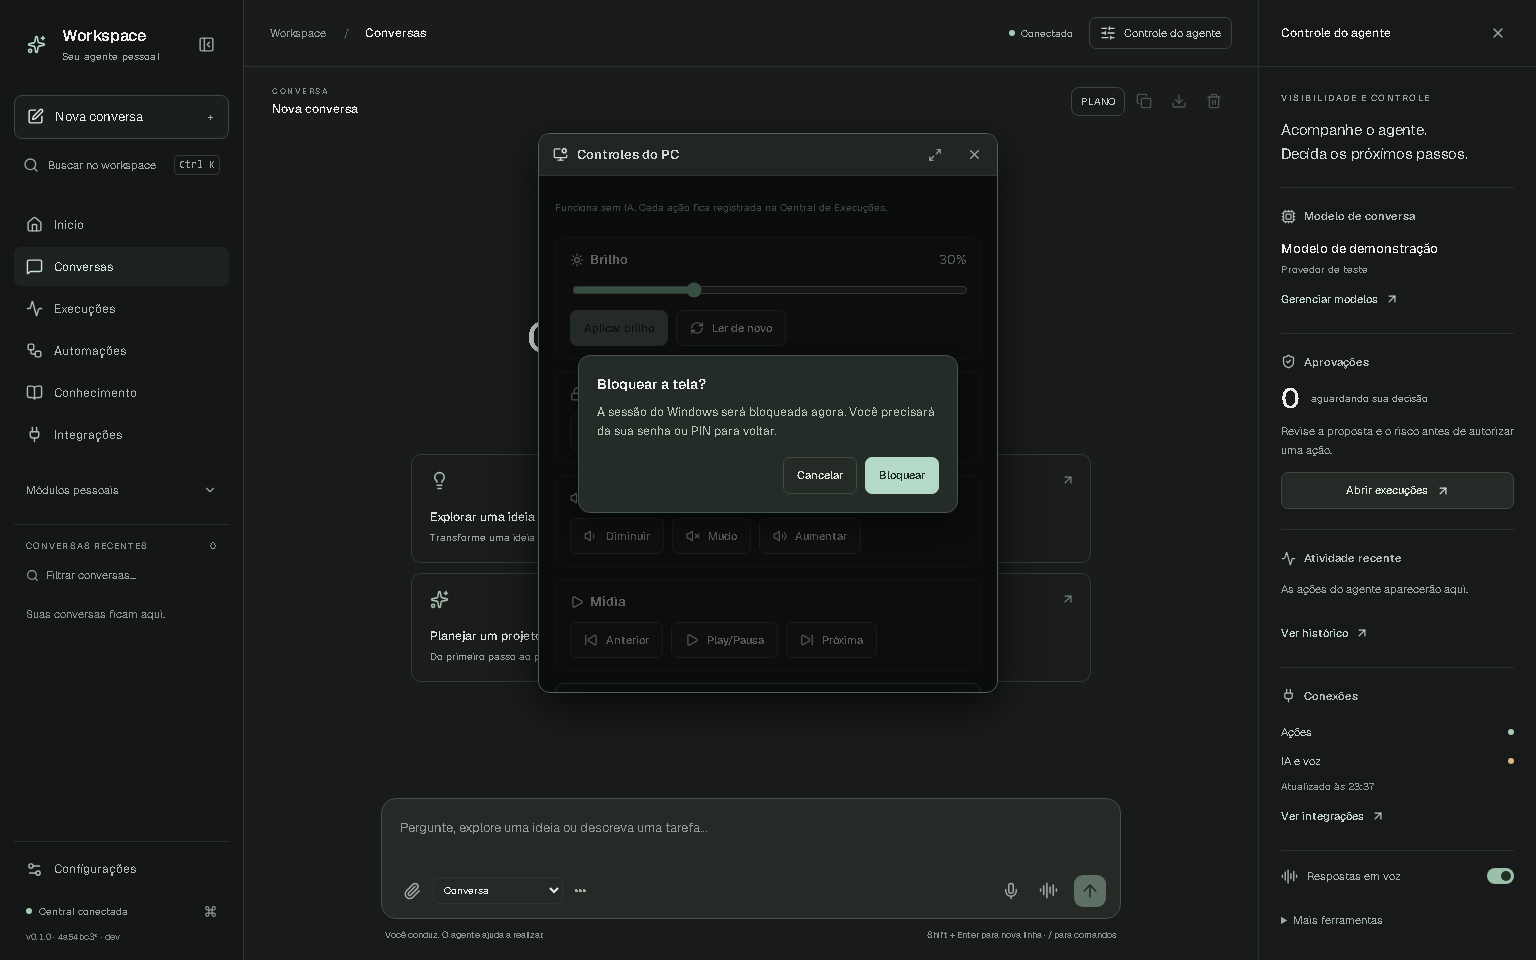 Workspace
Seu agente pessoal
Nova conversa +
Buscar no workspace Ctrl K
Início
Conversas
Execuções
Automações
Conhecimento
Integrações
Módulos pessoais
CONVERSAS RECENTES 0
Filtrar conversas...
Suas conversas ficam aqui.
Configurações
Central conectada
v0.1.0 · 4a54bc3* · dev
Workspace / Conversas
Conectado
Controle do agente
CONVERSA
Nova conversa
PLANO
Explorar uma ideia
Transforme uma ideia
Planejar um projeto
Do primeiro passo ao p
Controles do PC
Funciona sem IA. Cada ação fica registrada na Central de Execuções.
Brilho 30%
Aplicar brilho
Ler de novo
Bloquear a tela?
A sessão do Windows será bloqueada agora. Você precisará
da sua senha ou PIN para voltar.
Cancelar
Bloquear
Diminuir
Mudo
Aumentar
Mídia
Anterior
Play/Pausa
Próxima
Pergunte, explore uma ideia ou descreva uma tarefa...
Conversa
Você conduz. O agente ajuda a realizar.
Shift + Enter para nova linha · / para comandos
Controle do agente
VISIBILIDADE E CONTROLE
Acompanhe o agente.
Decida os próximos passos.
Modelo de conversa
Modelo de demonstração
Provedor de teste
Gerenciar modelos
Aprovações
0 aguardando sua decisão
Revise a proposta e o risco antes de autorizar
uma ação.
Abrir execuções
Atividade recente
As ações do agente aparecerão aqui.
Ver histórico
Conexões
Ações
IA e voz
Atualizado às 23:37
Ver integrações
Respostas em voz
Mais ferramentas